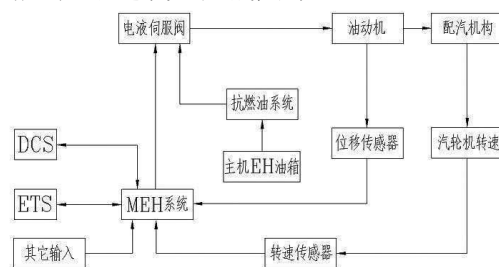 电液伺服阀
油动机
配汽机构
抗燃油系统
DCS
主机EH油箱
位移传感器
汽轮机转速
ETS
MEH系统
其它输入
转速传感器